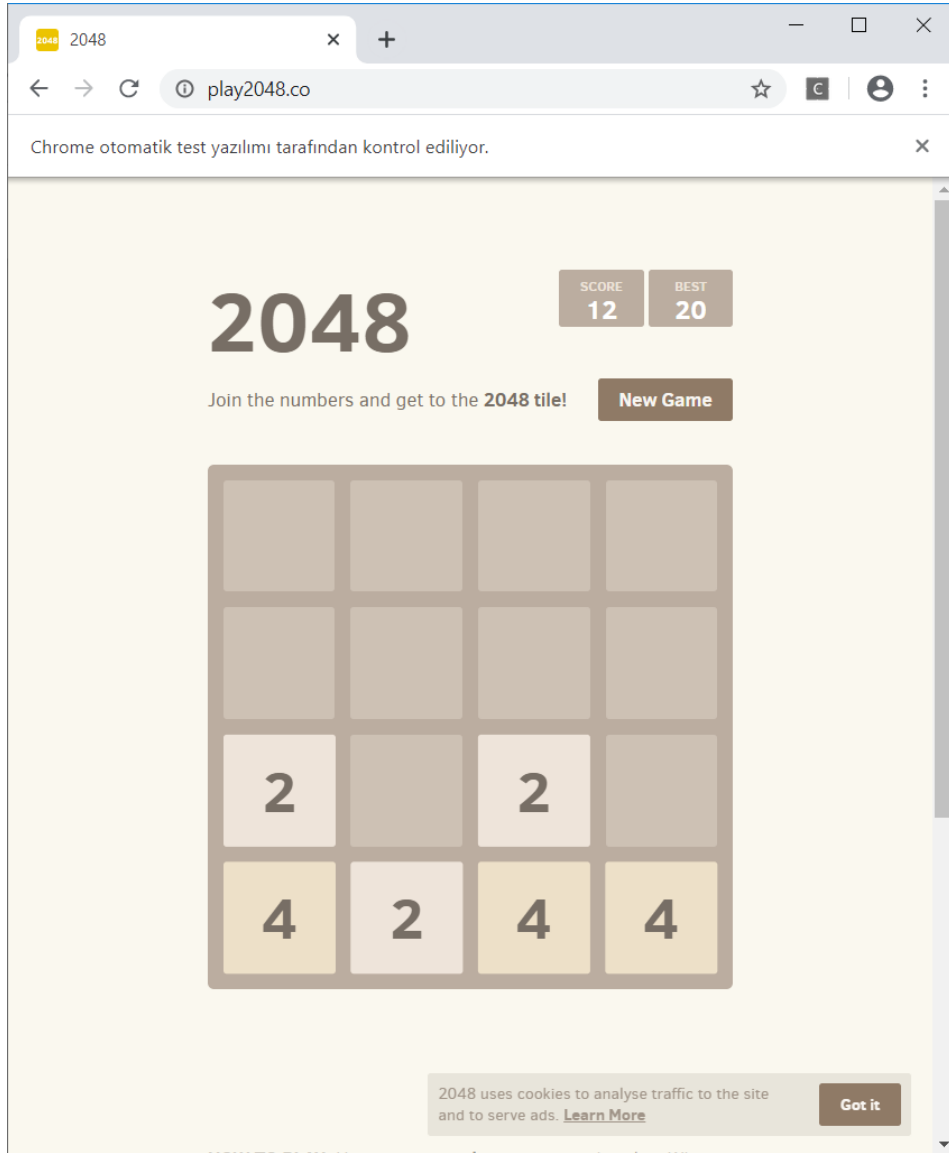 2048 2048
play2048.co
Chrome otomatik test yazılımı tarafından kontrol ediliyor.
SCORE BEST
2048 12 20
Join the numbers and get to the 2048 tile! New Game
2 2
4 2 4 4
2048 uses cookies to analyse traffic to the site
and to serve ads. Learn More
Got it